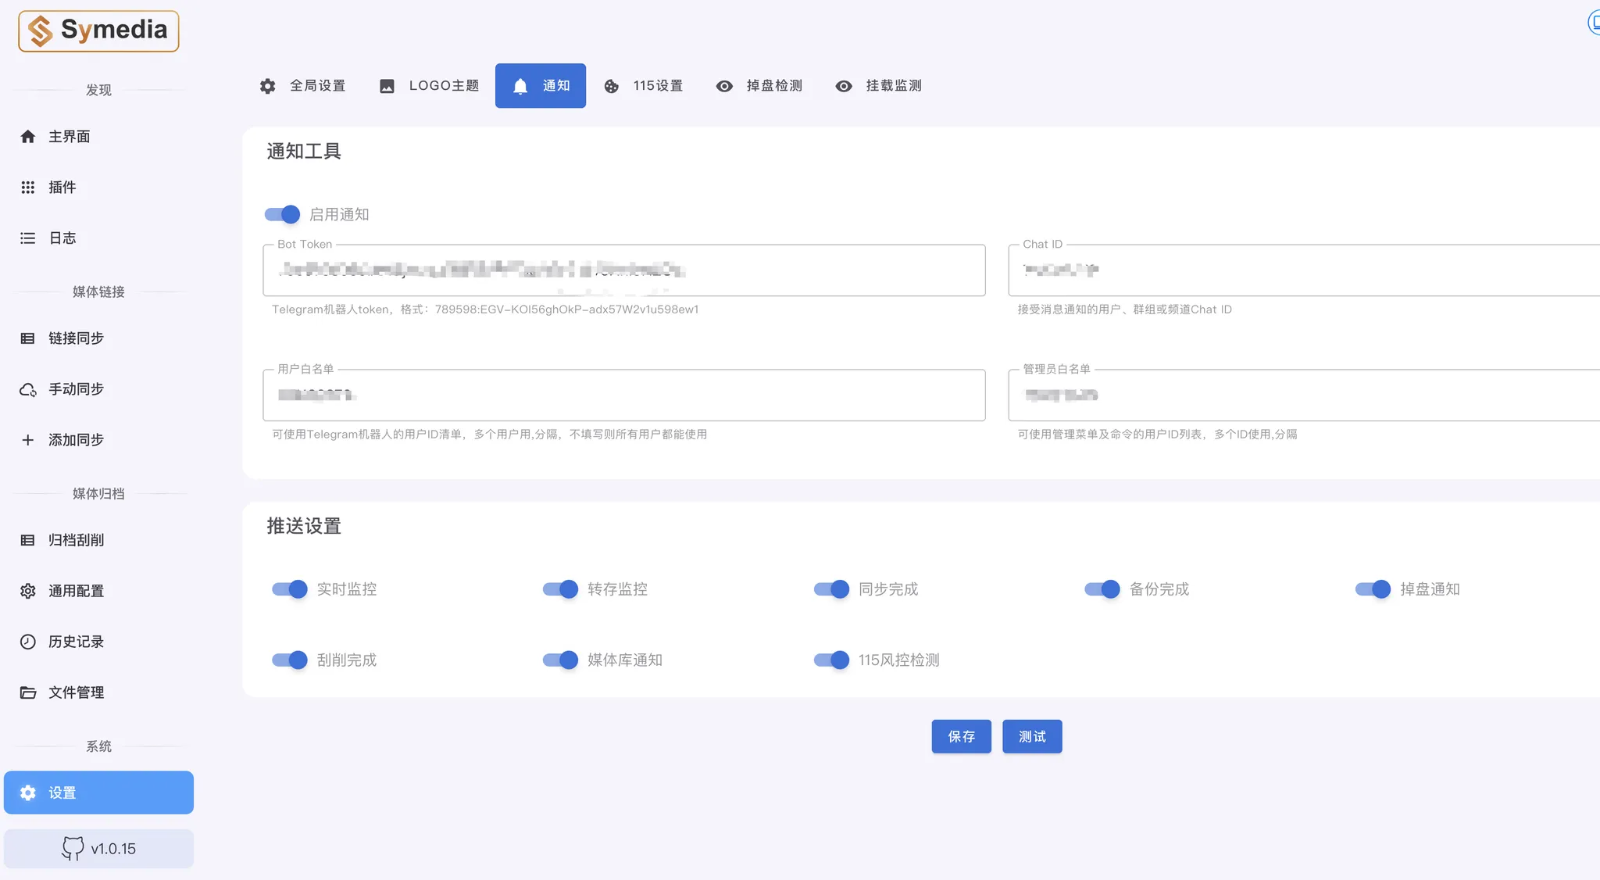 Symedia
发现
主界面
插件
日志
媒体链接
链接同步
手动同步
添加同步
媒体归档
归档刮削
通用配置
历史记录
文件管理
系统
设置
v1.0.15
全局设置
LOGO主题
通知
115设置
掉盘检测
挂载监测
通知工具
启用通知
Bot Token
Telegram机器人token，格式：789598:EGV-KOI56ghOkP-adx57W2v1u598ew1
Chat ID
接受消息通知的用户、群组或频道Chat ID
用户白名单
可使用Telegram机器人的用户ID清单，多个用户用,分隔，不填写则所有用户都能使用
管理员白名单
可使用管理菜单及命令的用户ID列表，多个ID使用,分隔
推送设置
实时监控
转存监控
同步完成
备份完成
掉盘通知
刮削完成
媒体库通知
115风控检测
保存
测试